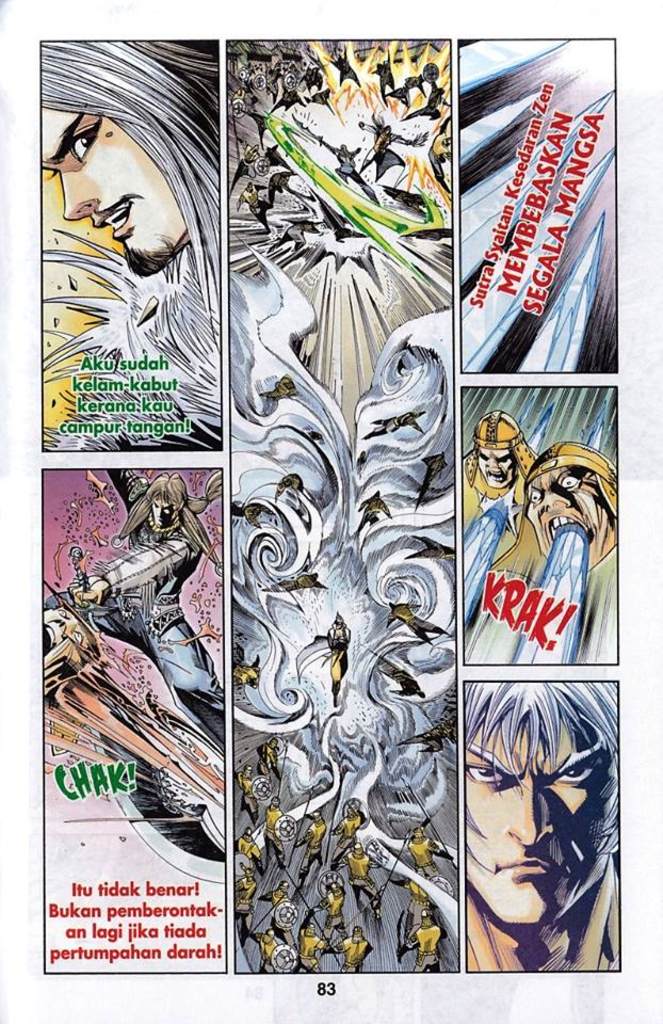 Aku sudah
kelam-kabut
kerana kau
campur tangan!
CHAK!
Itu tidak benar!
Bukan pemberontak-
an lagi jika tiada
pertumpahan darah!
Sutra Syaitan Kesedaran Zen
MEMBEBASKAN
SEGALA MANGSA
KRAK!
83